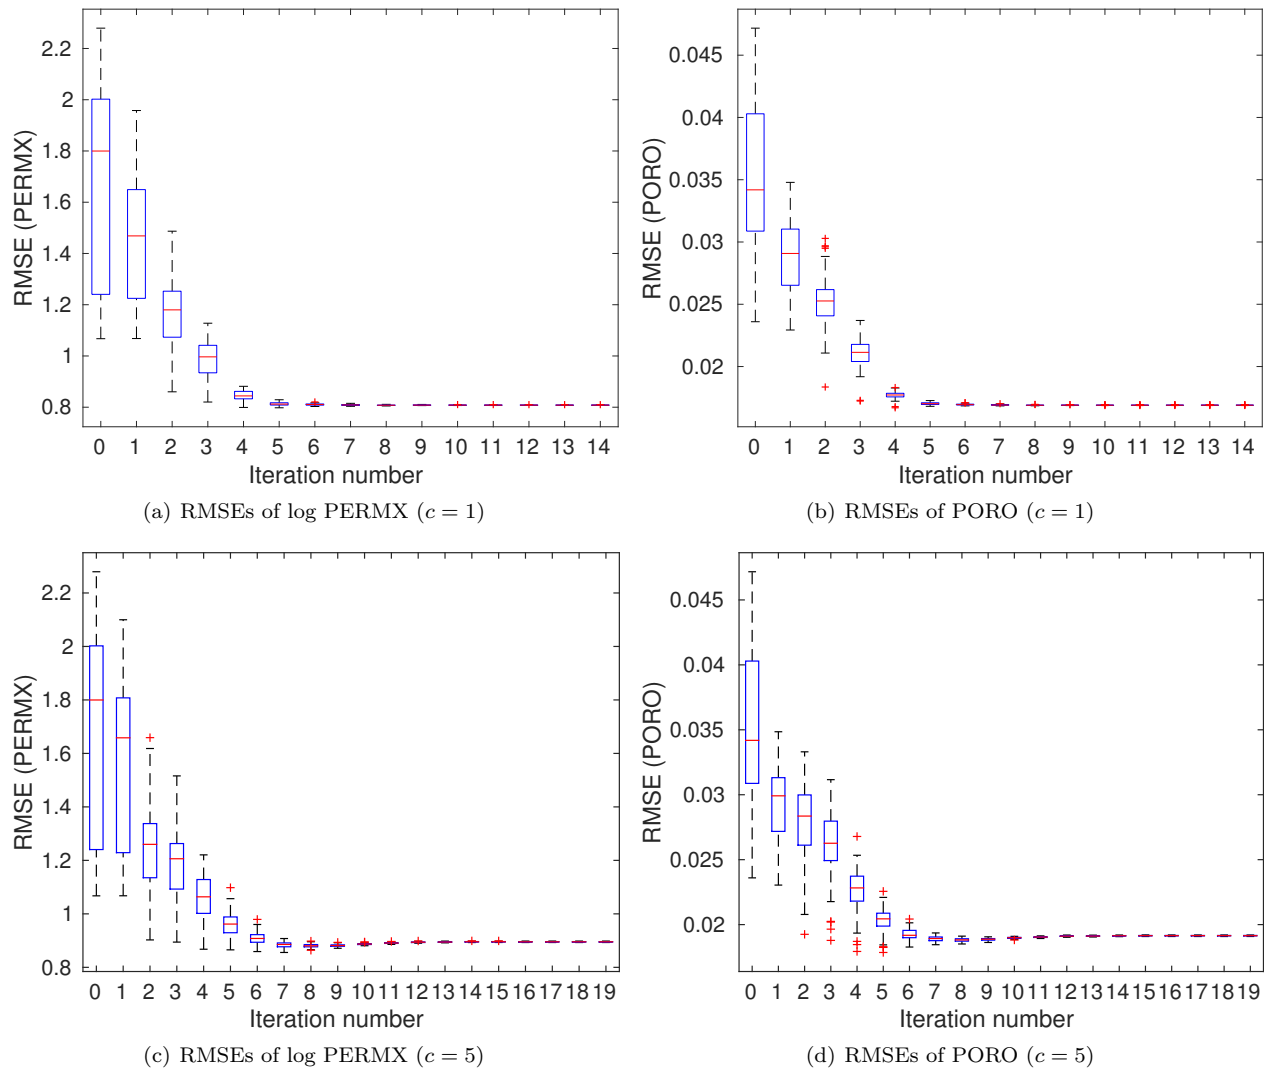 2.2
2
1.8
1.6
1.4
1.2
1
0.8
RMSE (PERMX)
0 1 2 3 4 5 6 7 8 9 10 11 12 13 14
Iteration number
(a) RMSEs of log PERMX (c = 1)
0.045
0.04
0.035
0.03
0.025
0.02
RMSE (PORO)
0 1 2 3 4 5 6 7 8 9 10 11 12 13 14
Iteration number
(b) RMSEs of PORO (c = 1)
2.2
2
1.8
1.6
1.4
1.2
1
0.8
RMSE (PERMX)
0 1 2 3 4 5 6 7 8 9 10 11 12 13 14 15 16 17 18 19
Iteration number
(c) RMSEs of log PERMX (c = 5)
0.045
0.04
0.035
0.03
0.025
0.02
RMSE (PORO)
0 1 2 3 4 5 6 7 8 9 10 11 12 13 14 15 16 17 18 19
Iteration number
(d) RMSEs of PORO (c = 5)